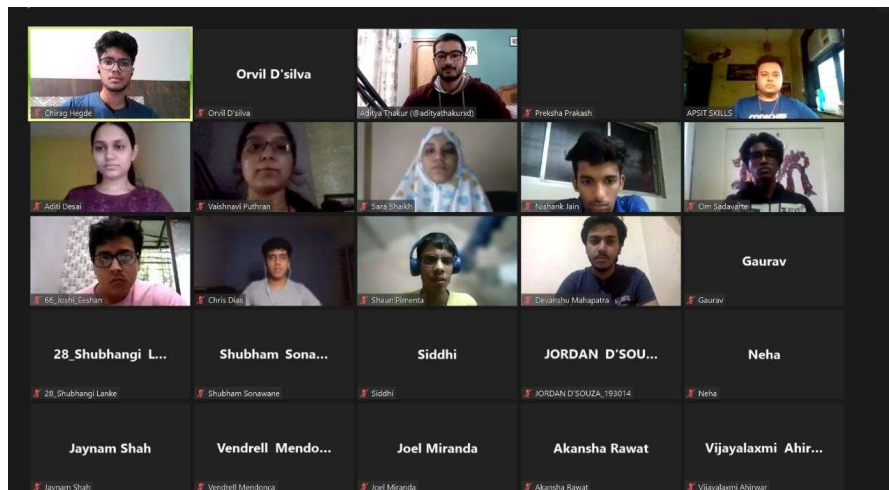 Chirag Hegde
Orvil D'silva
Orvil D'silva
YA
Aditya Thakur (@adityathakurxd)
Preksha Prakash
APSIT SKILLS
Aditi Desai
Vaishnavi Puthran
Sara Shaikh
Nishank Jain
Om Sadavarte
66_Joshi_Eeshan
Chris Dias
Shaun Pimenta
Devanshu Mahapatra
Gaurav
Gaurav
28_Shubhangi L...
28_Shubhangi Lanke
Shubham Sona...
Shubham Sonawane
Siddhi
Siddhi
JORDAN D'SOU...
JORDAN D'SOUZA_193014
Neha
Neha
Jaynam Shah
Jaynam Shah
Vendrell Mendo...
Vendrell Mendonca
Joel Miranda
Joel Miranda
Akansha Rawat
Akansha Rawat
Vijayalaxmi Ahir...
Vijayalaxmi Ahirwar